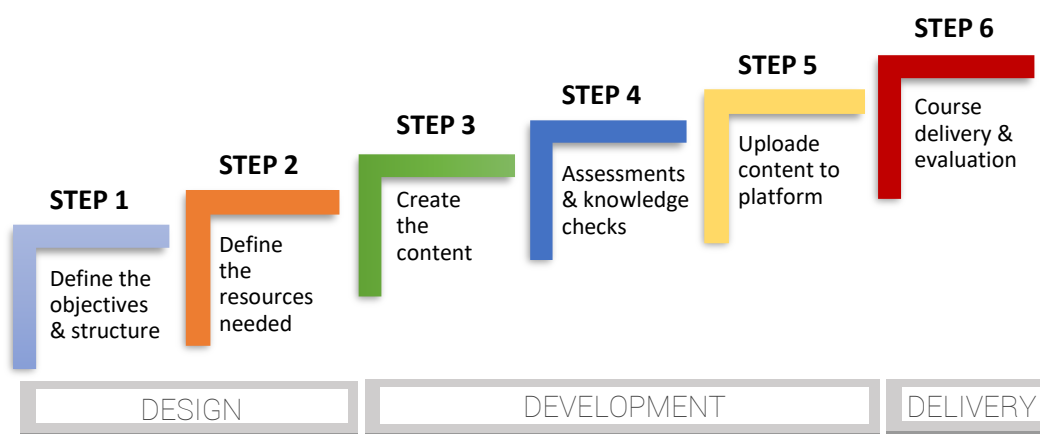 STEP 1
Define the
objectives
& structure
STEP 2
Define
the
resources
needed
STEP 3
Create
the
content
STEP 4
Assessments
& knowledge
checks
STEP 5
Uploade
content to
platform
STEP 6
Course
delivery &
evaluation
DESIGN
DEVELOPMENT
DELIVERY